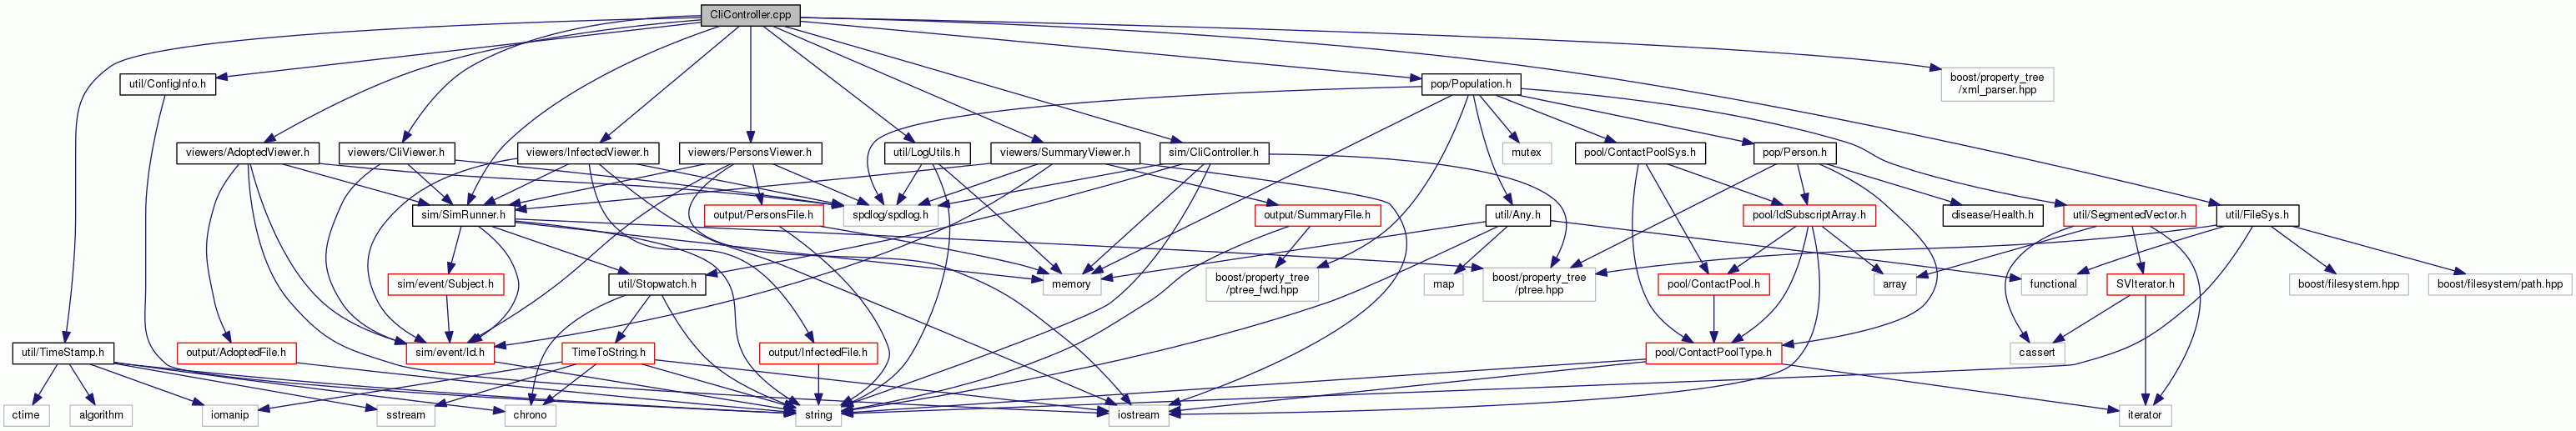 CliController.cpp
util/ConfigInfo.h
pop/Population.h
boost/property_tree
/xml_parser.hpp
viewers/AdoptedViewer.h
viewers/CliViewer.h
viewers/InfectedViewer.h
viewers/PersonsViewer.h
util/LogUtils.h
viewers/SummaryViewer.h
sim/CliController.h
mutex
pool/ContactPoolSys.h
pop/Person.h
sim/SimRunner.h
output/PersonsFile.h
spdlog/spdlog.h
output/SummaryFile.h
util/Any.h
pool/IdSubscriptArray.h
disease/Health.h
util/SegmentedVector.h
util/FileSys.h
sim/event/Subject.h
util/Stopwatch.h
memory
boost/property_tree
/ptree_fwd.hpp
map
boost/property_tree
/ptree.hpp
pool/ContactPool.h
array
functional
SVIterator.h
boost/filesystem.hpp
boost/filesystem/path.hpp
util/TimeStamp.h
output/AdoptedFile.h
sim/event/Id.h
TimeToString.h
output/InfectedFile.h
pool/ContactPoolType.h
cassert
ctime
algorithm
iomanip
sstream
chrono
string
iostream
iterator